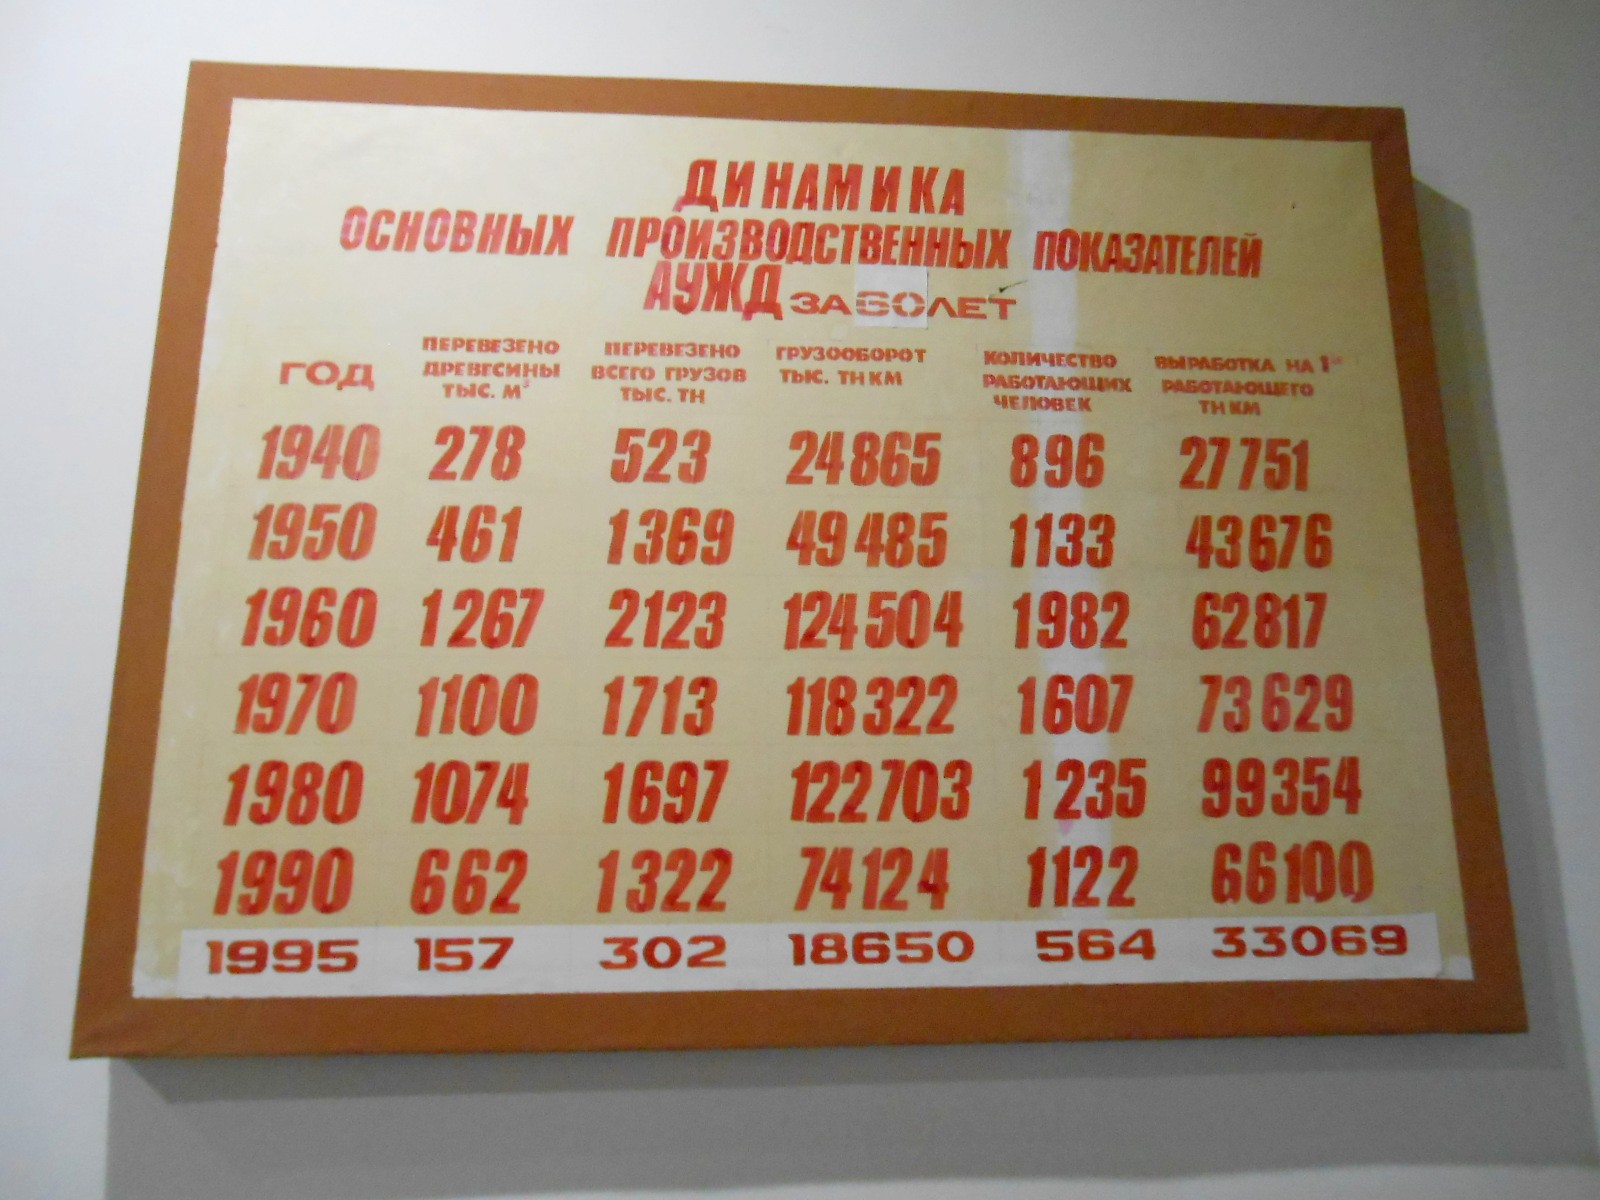 ДИНАМИКА
ОСНОВНЫХ ПРОИЗВОДСТВЕННЫХ ПОКАЗАТЕЛЕЙ
АУЖД ЗА 60 ЛЕТ
ГОД ПЕРЕВЕЗЕНО ДРЕВЕСИНЫ ТЫС. М³ ПЕРЕВЕЗЕНО ВСЕГО ГРУЗОВ ТЫС. ТН ГРУЗООБОРОТ ТЫС. ТН КМ КОЛИЧЕСТВО РАБОТАЮЩИХ ЧЕЛОВЕК ВЫРАБОТКА НА 1ᴳᴼ РАБОТАЮЩЕГО ТН КМ
1940 278 523 24865 896 27751
1950 461 1369 49485 1133 43676
1960 1267 2123 124504 1982 62817
1970 1100 1713 118322 1607 73629
1980 1074 1697 122703 1235 99354
1990 662 1322 74124 1122 66100
1995 157 302 18650 564 33069